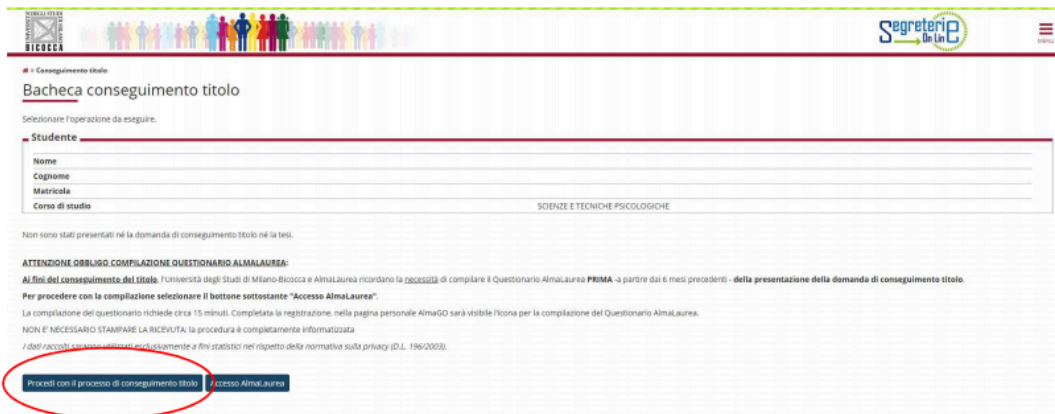 BICOCCA
Segreterie
On Line
MENU
> Conseguimento titolo
Bacheca conseguimento titolo
Selezionare l'operazione da eseguire.
Studente
Nome
Cognome
Matricola
Corso di studio SCIENZE E TECNICHE PSICOLOGICHE
Non sono stati presentati né la domanda di conseguimento titolo né la tesi.
ATTENZIONE OBBLIGO COMPILAZIONE QUESTIONARIO ALMALAUREA:
Ai fini del conseguimento del titolo, l'Università degli Studi di Milano-Bicocca e AlmaLaurea ricordano la necessità di compilare il Questionario AlmaLaurea PRIMA -a partire dai 6 mesi precedenti - della presentazione della domanda di conseguimento titolo.
Per procedere con la compilazione selezionare il bottone sottostante "Accesso AlmaLaurea".
La compilazione del questionario richiede circa 15 minuti. Completata la registrazione, nella pagina personale AlmaGO sarà visibile l'icona per la compilazione del Questionario AlmaLaurea.
NON E' NECESSARIO STAMPARE LA RICEVUTA: la procedura è completamente informatizzata
I dati raccolti saranno utilizzati esclusivamente a fini statistici nel rispetto della normativa sulla privacy (D.L. 196/2003).
Procedi con il processo di conseguimento titolo Accesso AlmaLaurea